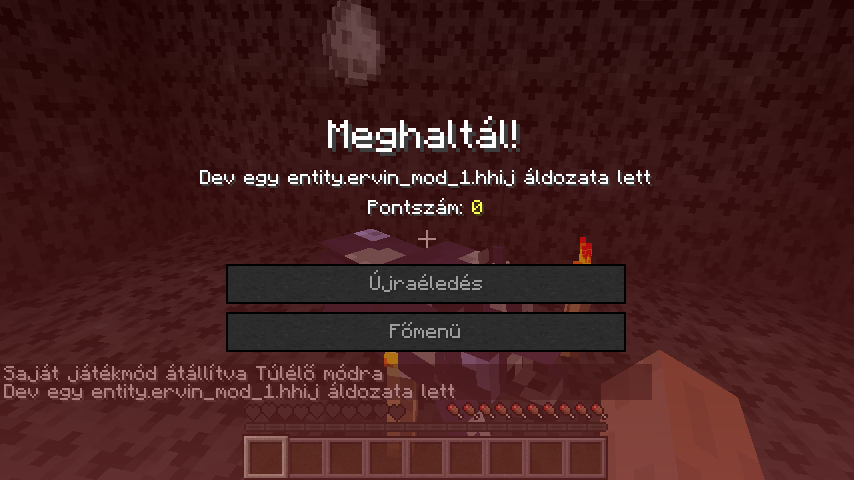 Meghaltál!
Dev egy entity.ervin_mod_1.hhij áldozata lett
Pontszám: 0
Újraéledés
Főmenü
Saját játékmód átállítva Túlélő módra
Dev egy entity.ervin_mod_1.hhij áldozata lett